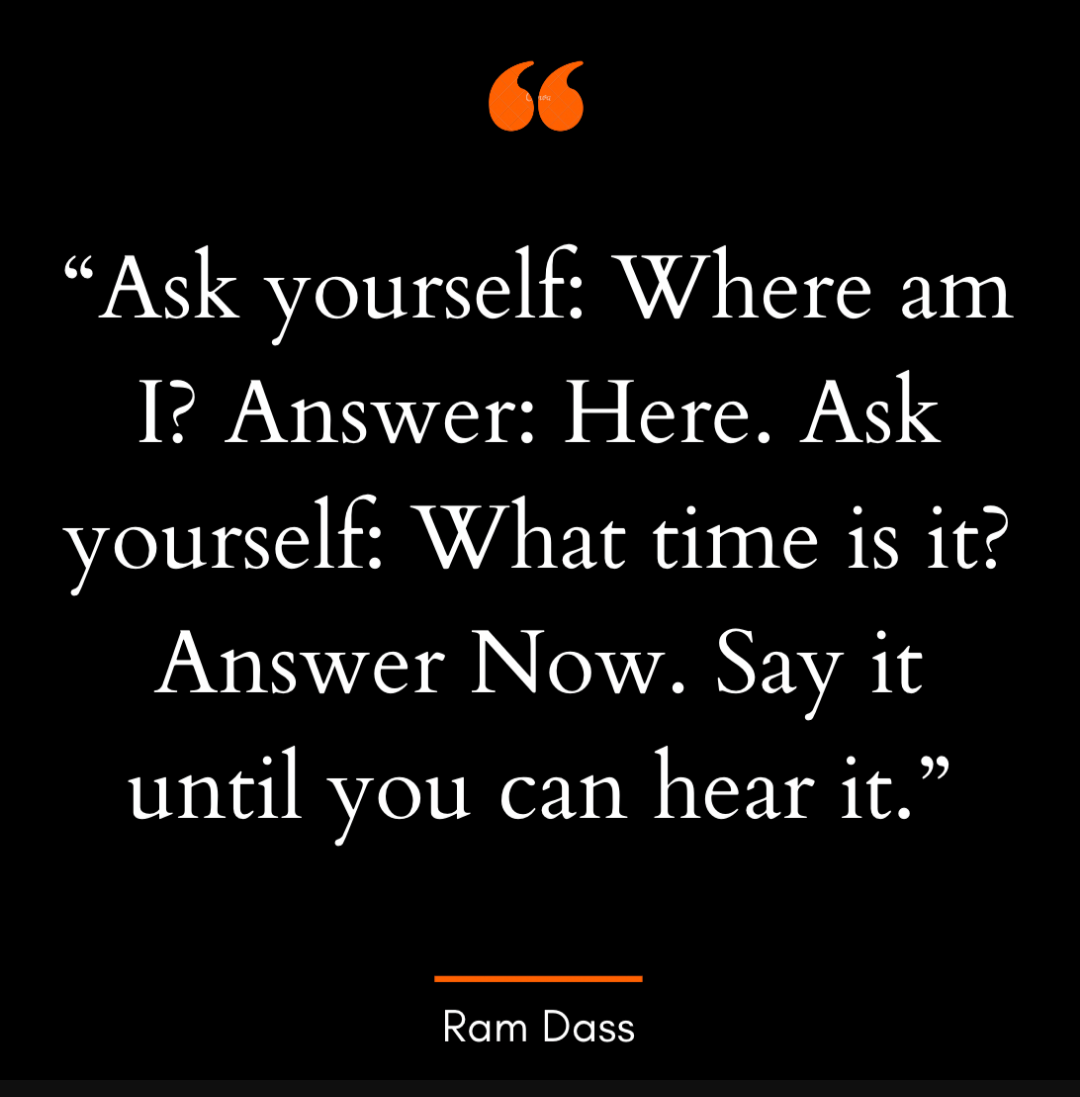 “Ask yourself: Where am
I? Answer: Here. Ask
yourself: What time is it?
Answer Now. Say it
until you can hear it.”
Ram Dass